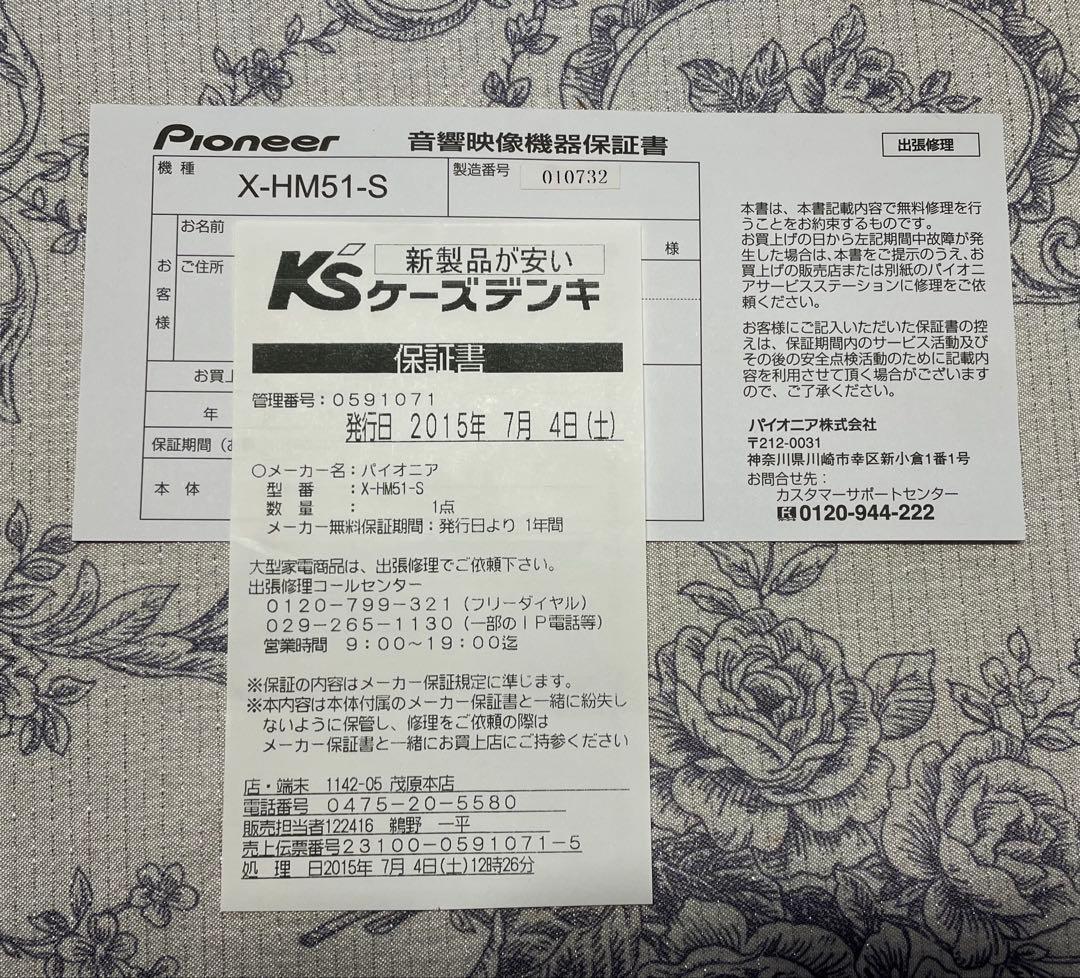 Pioneer 音響映像機器保証書 出張修理
機種 X-HM51-S 製造番号 010732
お名前 様
お客様 ご住所
お買上
年
保証期間（お
本体
本書は、本書記載内容で無料修理を行
うことをお約束するものです。
お買上げの日から左記期間中故障が発
生した場合は、本書をご提示のうえ、お
買上げの販売店または別紙のパイオニ
アサービスステーションに修理をご依
頼ください。
お客様にご記入いただいた保証書の控
えは、保証期間内のサービス活動及び
その後の安全点検活動のために記載内
容を利用させて頂く場合がございます
ので、ご了承ください。
パイオニア株式会社
〒212-0031
神奈川県川崎市幸区新小倉1番1号
お問合せ先：
カスタマーサポートセンター
0120-944-222
K's 新製品が安い
ケーズデンキ
保証書
管理番号：0591071
発行日 2015年 7月 4日(土)
○メーカー名：パイオニア
型番 ：X-HM51-S
数量 ： 1点
メーカー無料保証期間：発行日より 1年間
大型家電商品は、出張修理でご依頼下さい。
出張修理コールセンター
0120-799-321（フリーダイヤル）
029-265-1130（一部のIP電話等）
営業時間 9：00～19：00迄
※保証の内容はメーカー保証規定に準じます。
※本内容は本体付属のメーカー保証書と一緒に紛失し
ないように保管し、修理をご依頼の際は
メーカー保証書と一緒にお買上店にご持参ください
店・端末 1142-05 茂原本店
電話番号 0475-20-5580
販売担当者122416 鵜野 一平
売上伝票番号23100-0591071-5
処理日2015年 7月 4日(土)12時26分